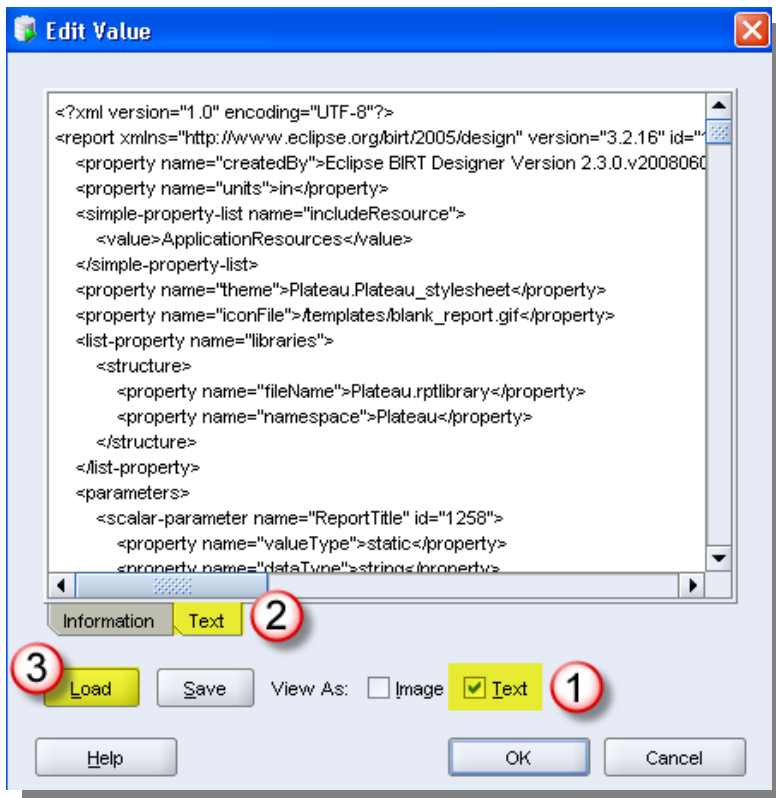 Edit Value
<?xml version="1.0" encoding="UTF-8"?>
<report xmlns="http://www.eclipse.org/birt/2005/design" version="3.2.16" id="
<property name="createdBy">Eclipse BIRT Designer Version 2.3.0.v2008060
<property name="units">in</property>
<simple-property-list name="includeResource">
<value>ApplicationResources</value>
</simple-property-list>
<property name="theme">Plateau.Plateau_stylesheet</property>
<property name="iconFile">/templates/blank_report.gif</property>
<list-property name="libraries">
<structure>
<property name="fileName">Plateau.rptlibrary</property>
<property name="namespace">Plateau</property>
</structure>
</list-property>
<parameters>
<scalar-parameter name="ReportTitle" id="1258">
<property name="valueType">static</property>
<property name="dataType">string</property>
Information Text 2
3 Load Save View As: Image Text 1
Help OK Cancel